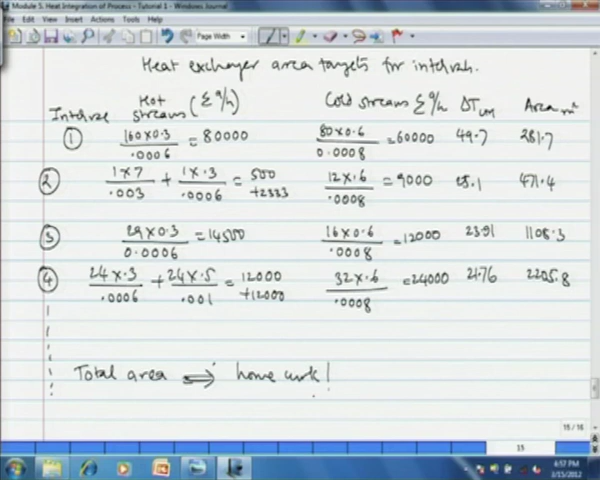 Module 5. Heat Integration of Process - Tutorial 1 - Windows Journal
File Edit View Insert Actions Tools Help
Page Width
Heat exchanger area targets for intervals.
Interval Hot streams (Σ q/h) Cold streams Σ q/h ΔT LM Area m²
① 160 x 0.3 / .0006 = 80000 80 x 0.6 / 0.0008 = 60000 49.7 281.7
② 1 x 7 / .003 + 1 x .3 / .0006 = 500 + 2333 12 x .6 / .0008 = 9000 25.1 471.4
③ 29 x 0.3 / 0.0006 = 14500 16 x 0.6 / .0008 = 12000 23.91 1108.3
④ 24 x .3 / .0006 + 24 x .5 / .001 = 12000 + 12000 32 x .6 / .0008 = 24000 21.76 2205.8
Total area ⟹ home work!
15 / 16
15
6:57 PM
3/15/2012